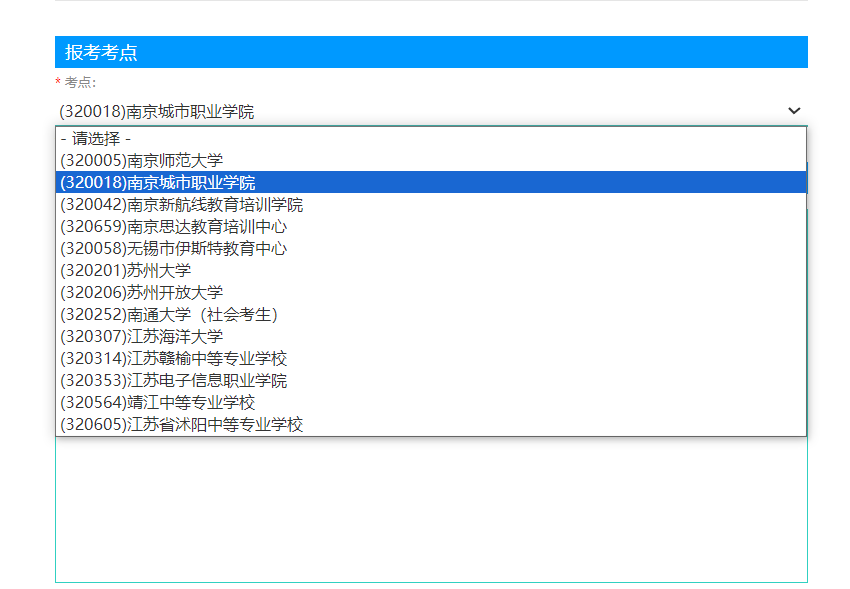 报考考点
* 考点:
(320018)南京城市职业学院
- 请选择 -
(320005)南京师范大学
(320018)南京城市职业学院
(320042)南京新航线教育培训学院
(320659)南京思达教育培训中心
(320058)无锡市伊斯特教育中心
(320201)苏州大学
(320206)苏州开放大学
(320252)南通大学（社会考生）
(320307)江苏海洋大学
(320314)江苏赣榆中等专业学校
(320353)江苏电子信息职业学院
(320564)靖江中等专业学校
(320605)江苏省沭阳中等专业学校